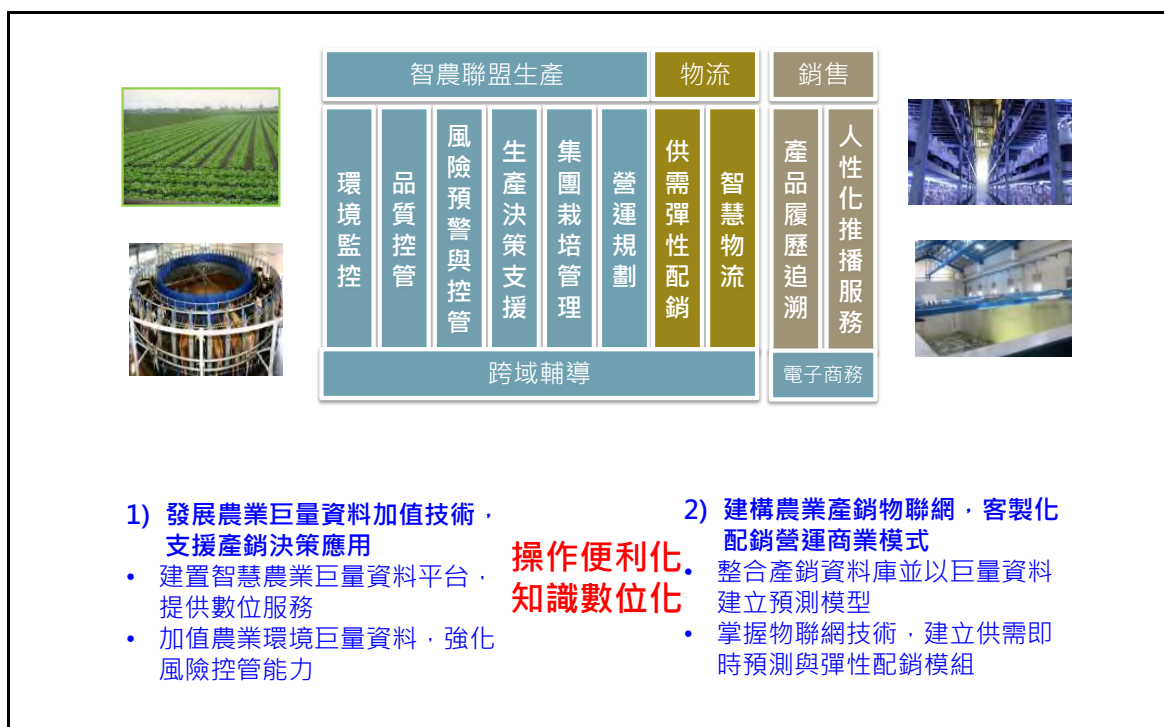 智農聯盟生產
物流
銷售
環境監控
品質控管
風險預警與控管
生產決策支援
集團栽培管理
營運規劃
供需彈性配銷
智慧物流
產品履歷追溯
人性化推播服務
跨域輔導
電子商務
1) 發展農業巨量資料加值技術，
支援產銷決策應用
• 建置智慧農業巨量資料平台，
提供數位服務
• 加值農業環境巨量資料，強化
風險控管能力
操作便利化
知識數位化
2) 建構農業產銷物聯網，客製化
配銷營運商業模式
• 整合產銷資料庫並以巨量資料
建立預測模型
• 掌握物聯網技術，建立供需即
時預測與彈性配銷模組